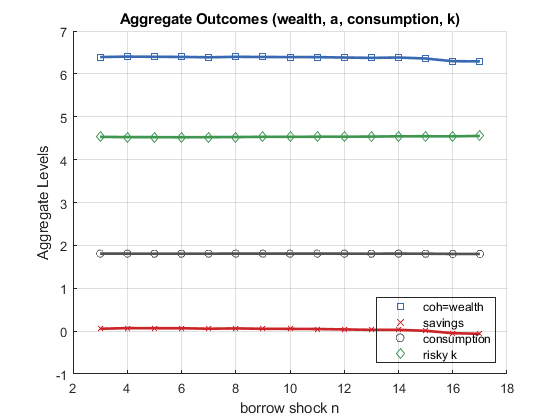 Aggregate Outcomes (wealth, a, consumption, k)
7
6
5
4
3
2
1
0
-1
Aggregate Levels
2
4
6
8
10
12
14
16
18
borrow shock n
coh=wealth
savings
consumption
risky k